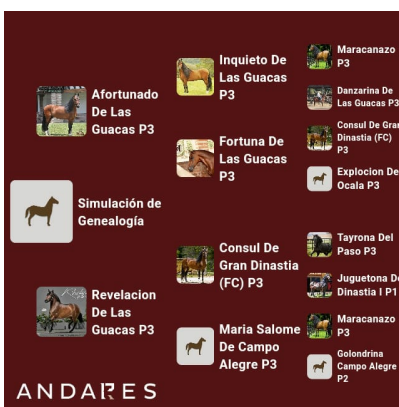 Afortunado
De Las
Guacas P3
Simulación de
Genealogía
Revelacion
De Las
Guacas P3
Inquieto De
Las Guacas
P3
Fortuna De
Las Guacas
P3
Consul De
Gran Dinastia
(FC) P3
Maria Salome
De Campo
Alegre P3
Maracanazo
P3
Danzarina De
Las Guacas P3
Consul De Gran
Dinastia (FC)
P3
Explocion De
Ocala P3
Tayrona Del
Paso P3
Juguetona De
Dinastia I P1
Maracanazo
P3
Golondrina
Campo Alegre
P2
ANDARES